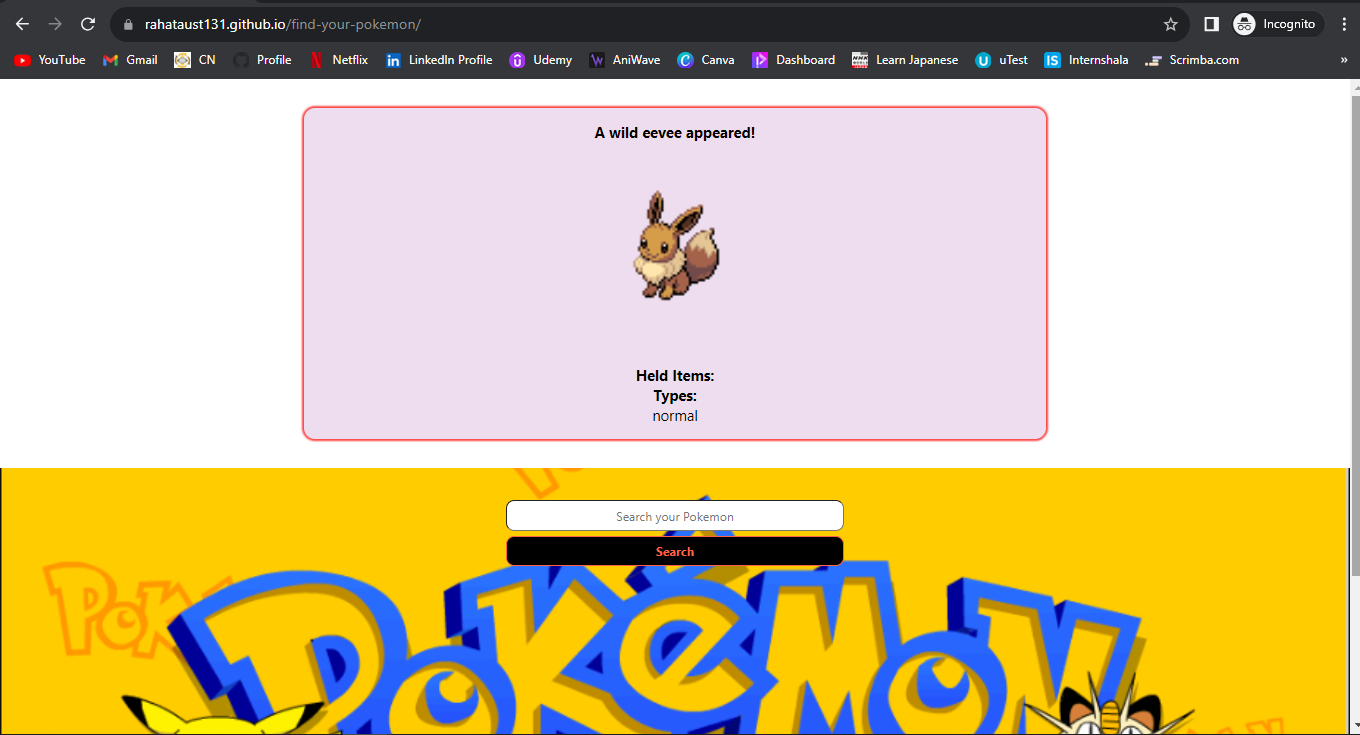 rahataust131.github.io/find-your-pokemon/
Incognito
YouTube Gmail CN Profile Netflix LinkedIn Profile Udemy AniWave Canva Dashboard Learn Japanese uTest Internshala Scrimba.com »
A wild eevee appeared!
Held Items:
Types:
normal
Search your Pokemon
Search
POKéMON